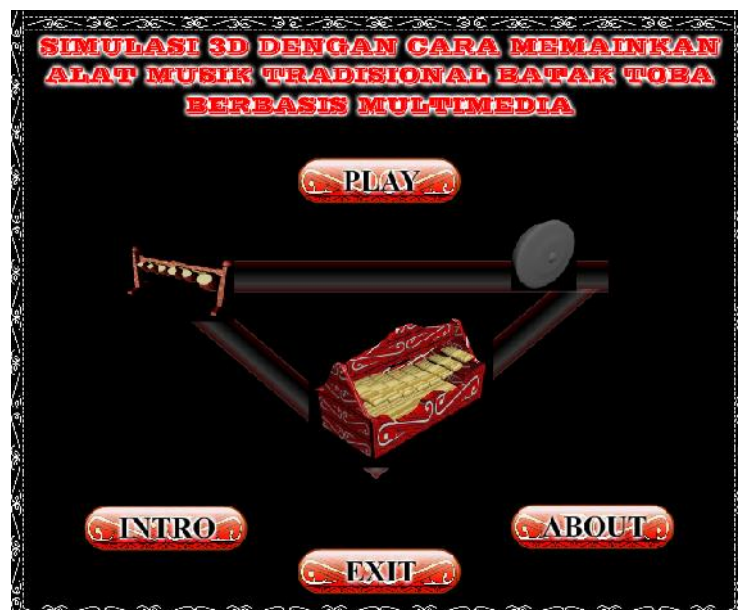 SIMULASI 3D DENGAN CARA MEMAINKAN
ALAT MUSIK TRADISIONAL BATAK TOBA
BERBASIS MULTIMEDIA
PLAY
INTRO
ABOUT
EXIT